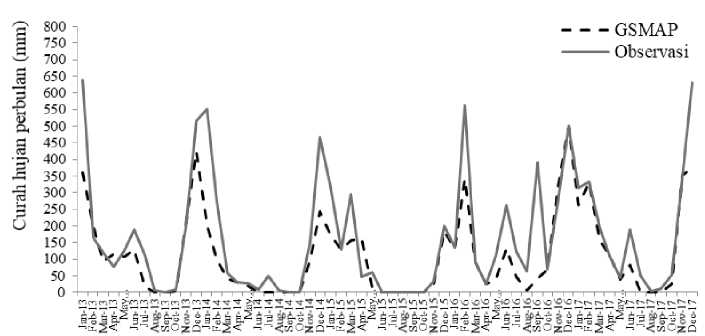 GSMAP
Observasi
Curah hujan perbulan (mm)
800
750
700
650
600
550
500
450
400
350
300
250
200
150
100
50
0
Jan-13
Feb-13
Mar-13
Apr-13
May...
Jun-13
Jul-13
Aug-13
Sep-13
Oct-13
Nov-13
Dec-13
Jan-14
Feb-14
Mar-14
Apr-14
May...
Jun-14
Jul-14
Aug-14
Sep-14
Oct-14
Nov-14
Dec-14
Jan-15
Feb-15
Mar-15
Apr-15
May...
Jun-15
Jul-15
Aug-15
Sep-15
Oct-15
Nov-15
Dec-15
Jan-16
Feb-16
Mar-16
Apr-16
May...
Jun-16
Jul-16
Aug-16
Sep-16
Oct-16
Nov-16
Dec-16
Jan-17
Feb-17
Mar-17
Apr-17
May...
Jun-17
Jul-17
Aug-17
Sep-17
Oct-17
Nov-17
Dec-17